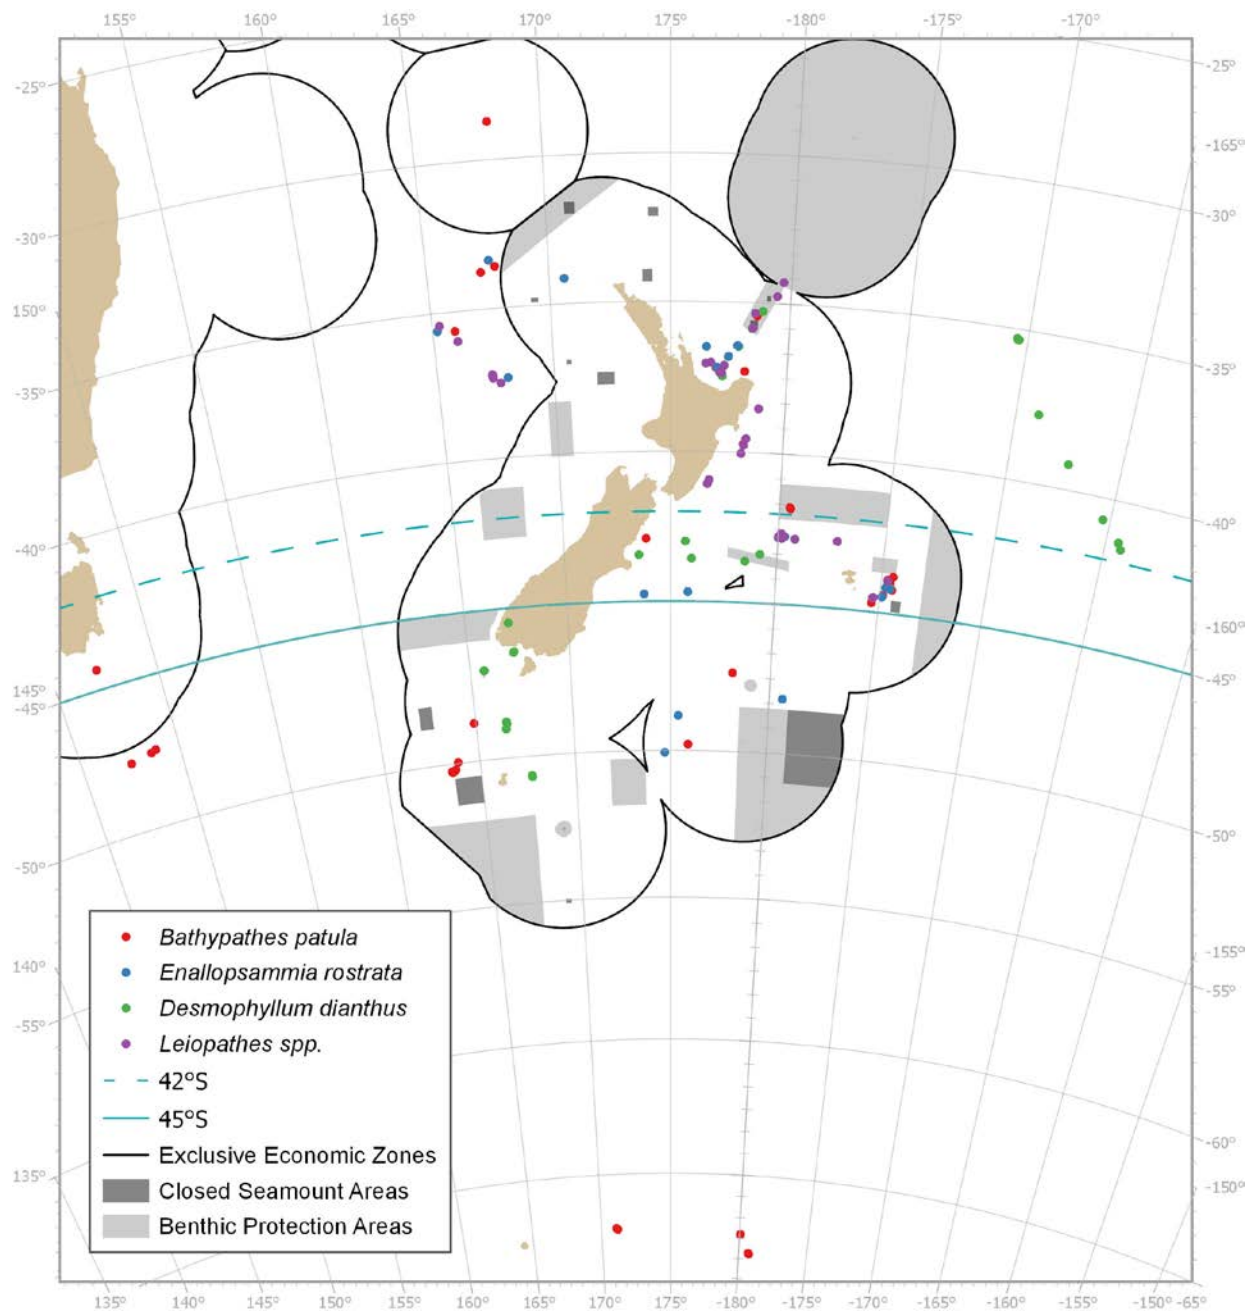 155° 160° 165° 170° 175° -180° -175° -170°
-25° -25°
-165°
-30° -30°
150°
-35° -35°
-40° -40°
-160°
145° -45°
-45°
-50° -50°
140° -155°
-55° -55°
Bathypathes patula
Enallopsammia rostrata
Desmophyllum dianthus
Leiopathes spp.
42°S
45°S
Exclusive Economic Zones
Closed Seamount Areas
Benthic Protection Areas
-60°
135° -150°
135° 140° 145° 150° 155° 160° 165° 170° 175° -180° -175° -170° -165° -160° -155° -150° -65°